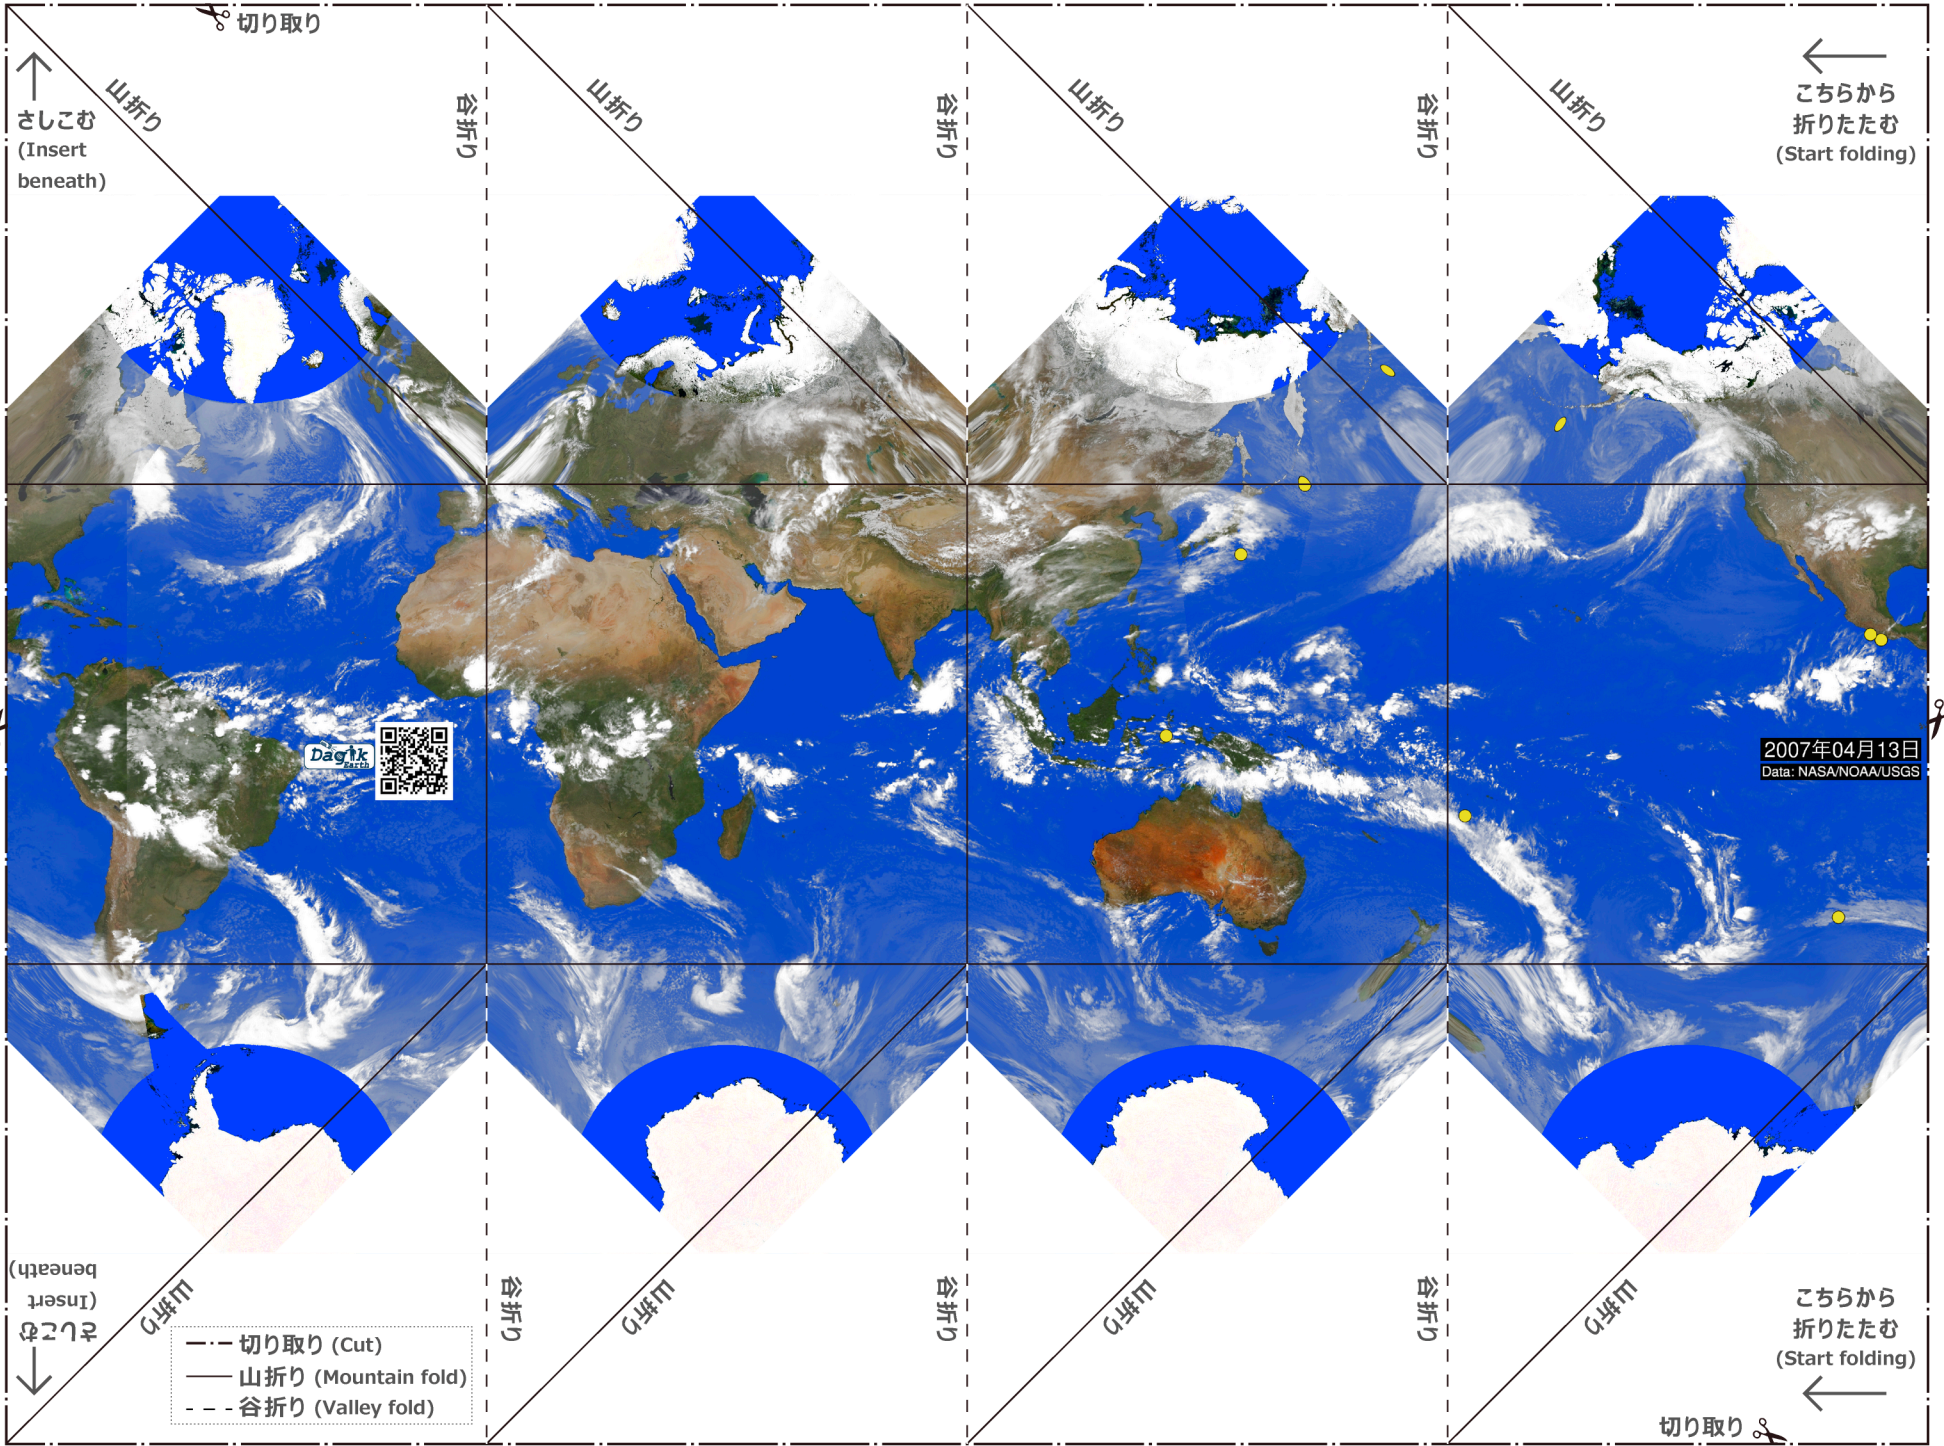 切り取り
山折り
谷折り
山折り
谷折り
山折り
谷折り
山折り
さしこむ
(Insert
beneath)
こちらから
折りたたむ
(Start folding)
Dagik
Earth
2007年04月13日
Data: NASA/NOAA/USGS
さしこむ
(Insert
beneath)
山折り
谷折り
山折り
谷折り
山折り
谷折り
山折り
こちらから
折りたたむ
(Start folding)
切り取り (Cut)
山折り (Mountain fold)
谷折り (Valley fold)
切り取り